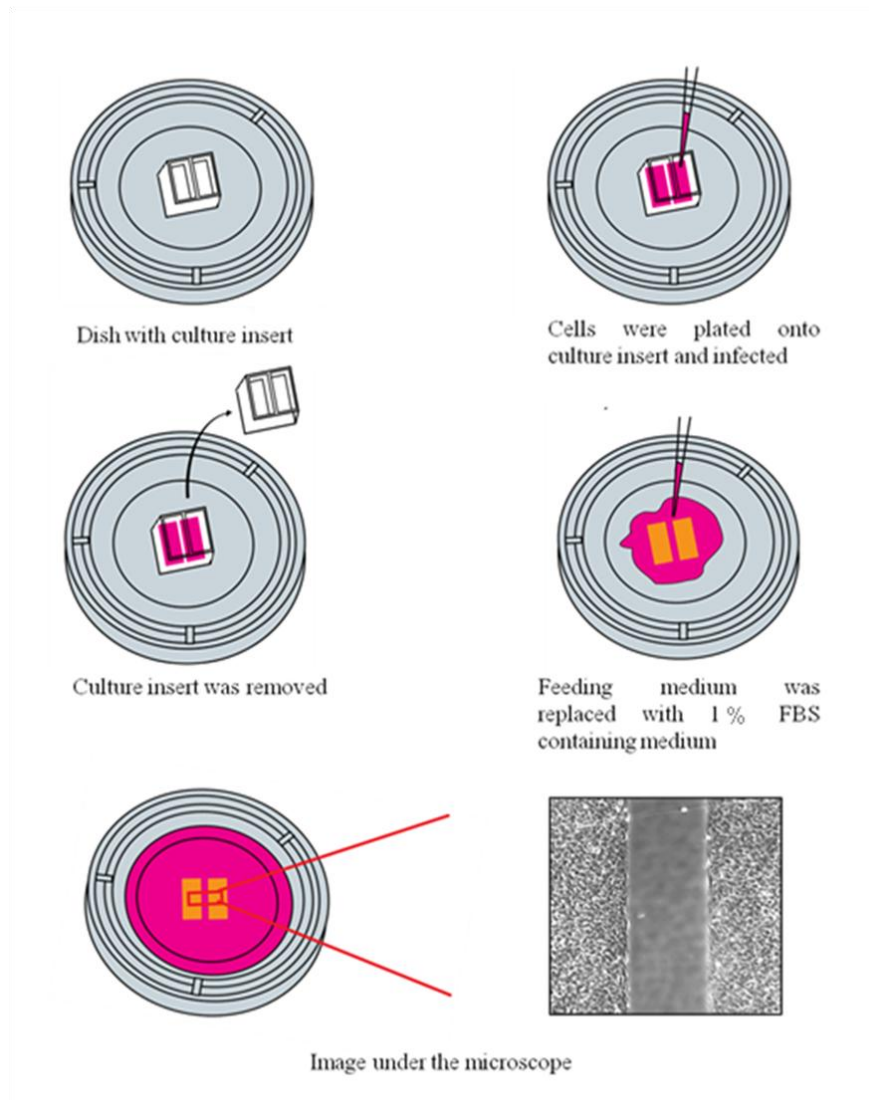 Dish with culture insert
Cells were plated onto
culture insert and infected
Culture insert was removed
Feeding medium was
replaced with 1 % FBS
containing medium
Image under the microscope